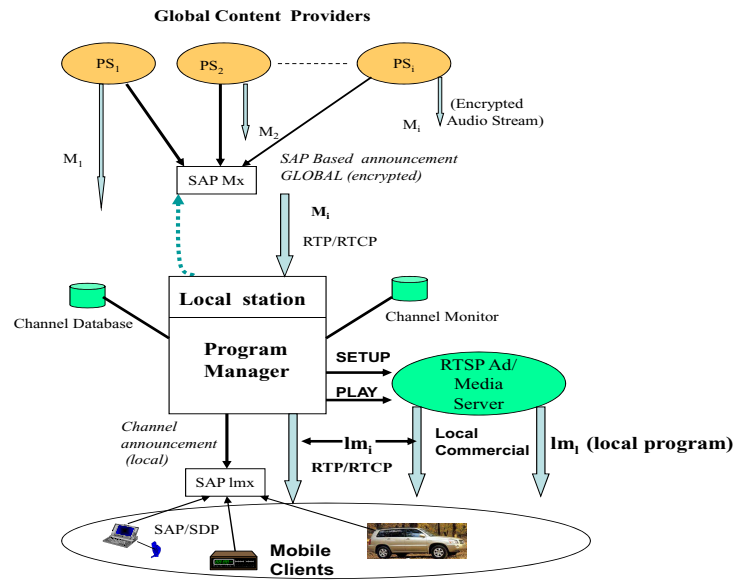 Global Content Providers
PS1
PS2
PSi
(Encrypted
Audio Stream)
M1
M2
Mi
SAP Based announcement
GLOBAL (encrypted)
SAP Mx
Mi
RTP/RTCP
Local station
Channel Database
Channel Monitor
Program
Manager
SETUP
PLAY
RTSP Ad/
Media
Server
Channel
announcement
(local)
lmi
RTP/RTCP
Local
Commercial
lml (local program)
SAP lmx
SAP/SDP
Mobile
Clients